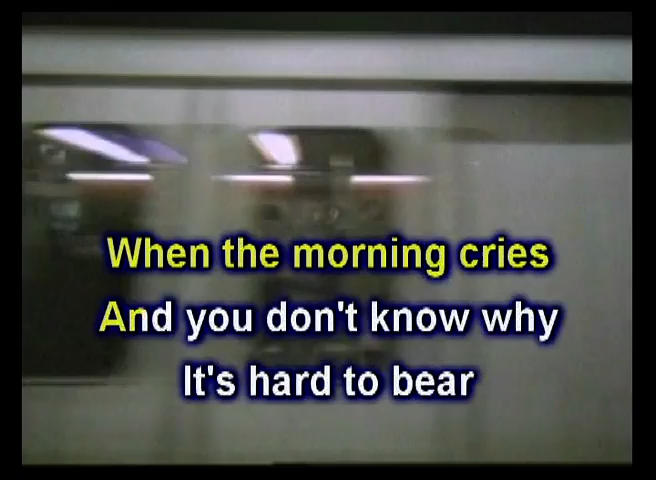 When the morning cries
And you don't know why
It's hard to bear